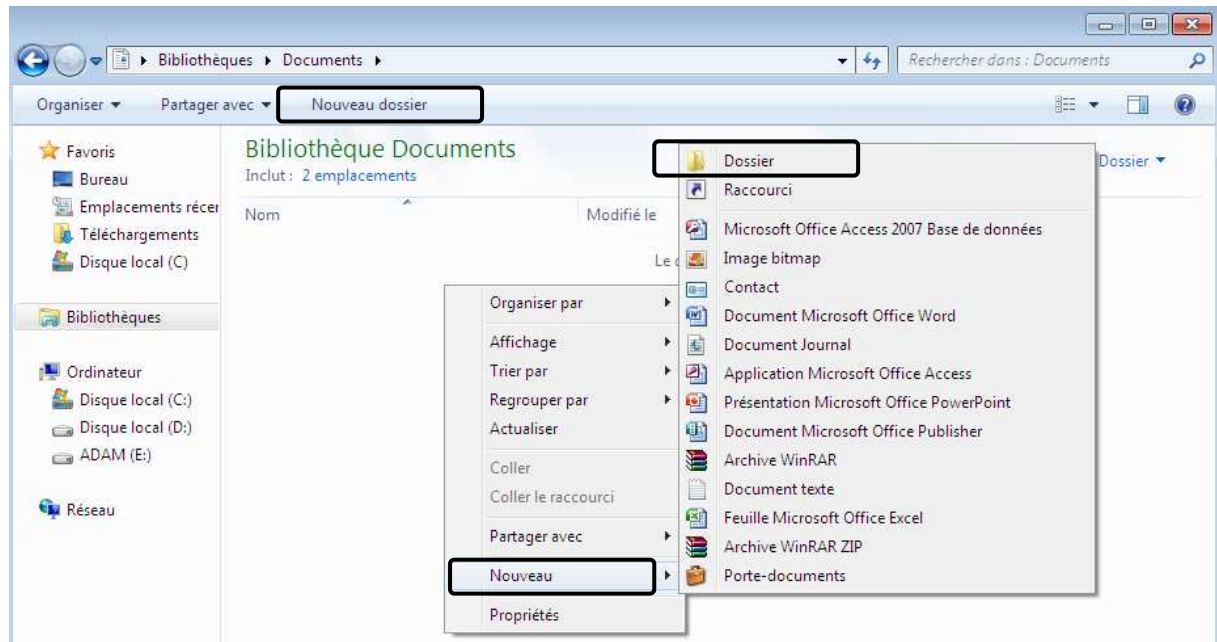 Bibliothèques Documents
Rechercher dans : Documents
Organiser Partager avec Nouveau dossier
Favoris
Bureau
Emplacements récen
Téléchargements
Disque local (C)
Bibliothèques
Ordinateur
Disque local (C:)
Disque local (D:)
ADAM (E:)
Réseau
Bibliothèque Documents
Inclut : 2 emplacements
Dossier
Nom Modifié le
Le
Organiser par
Affichage
Trier par
Regrouper par
Actualiser
Coller
Coller le raccourci
Partager avec
Nouveau
Propriétés
Dossier
Raccourci
Microsoft Office Access 2007 Base de données
Image bitmap
Contact
Document Microsoft Office Word
Document Journal
Application Microsoft Office Access
Présentation Microsoft Office PowerPoint
Document Microsoft Office Publisher
Archive WinRAR
Document texte
Feuille Microsoft Office Excel
Archive WinRAR ZIP
Porte-documents